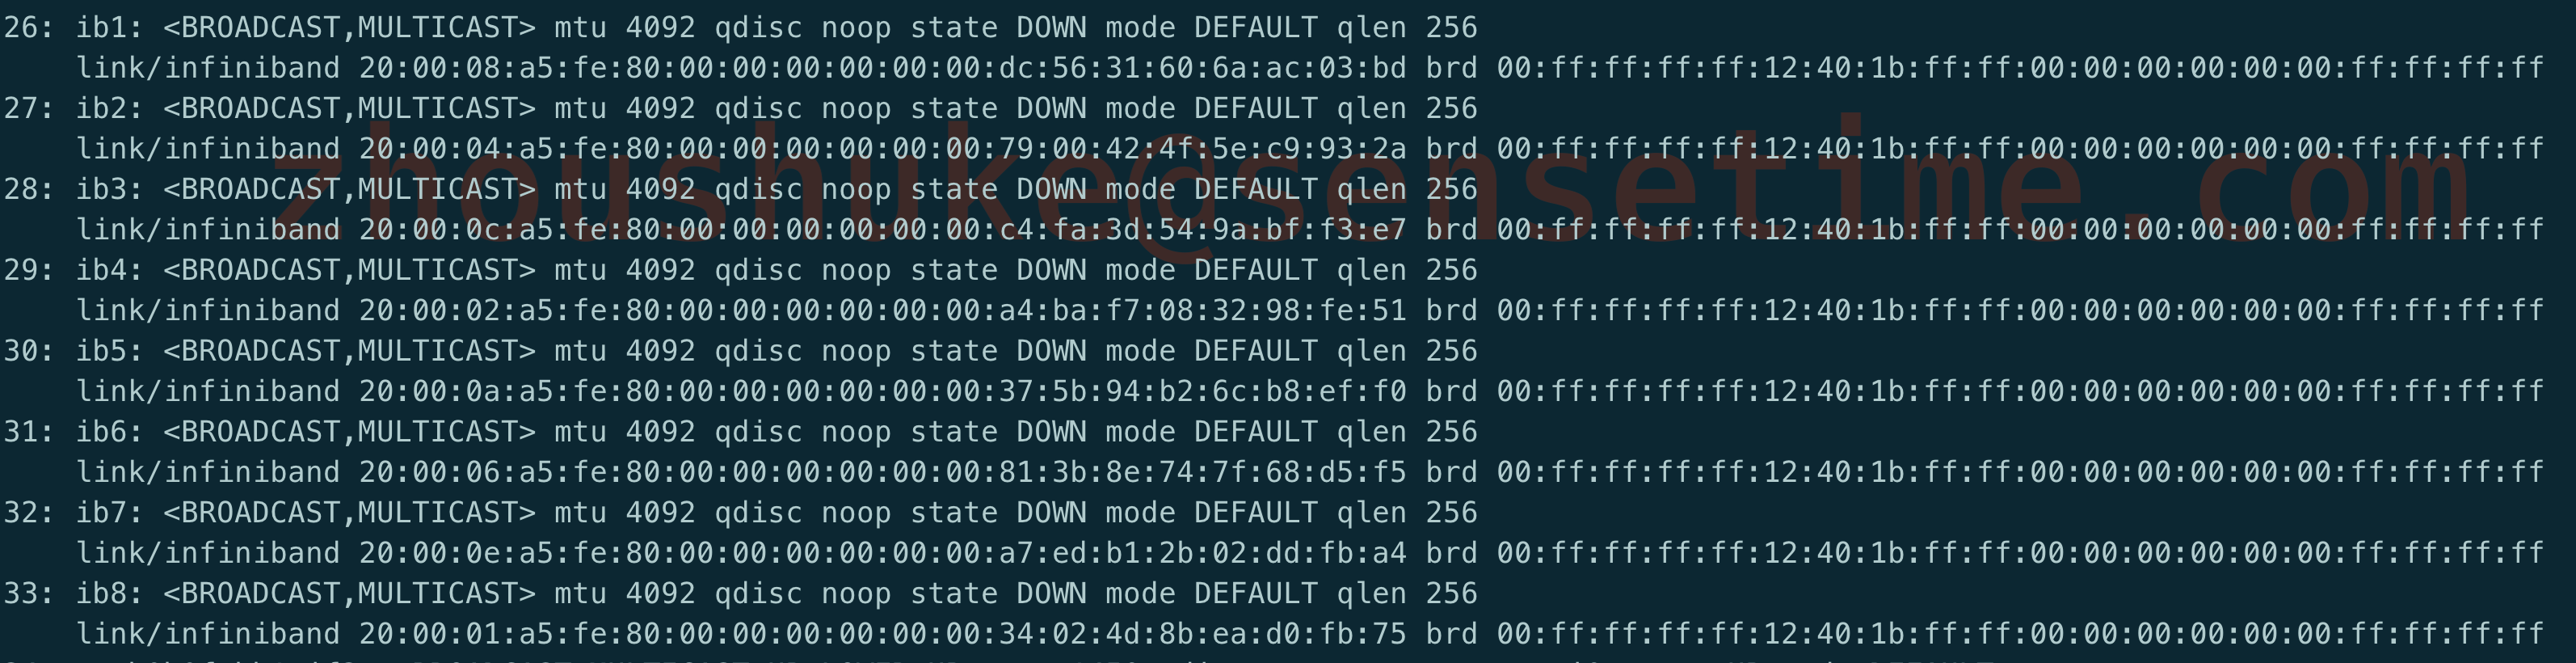 26: ib1: <BROADCAST,MULTICAST> mtu 4092 qdisc noop state DOWN mode DEFAULT qlen 256
link/infiniband 20:00:08:a5:fe:80:00:00:00:00:00:00:dc:56:31:60:6a:ac:03:bd brd 00:ff:ff:ff:ff:12:40:1b:ff:ff:00:00:00:00:00:00:ff:ff:ff:ff
27: ib2: <BROADCAST,MULTICAST> mtu 4092 qdisc noop state DOWN mode DEFAULT qlen 256
link/infiniband 20:00:04:a5:fe:80:00:00:00:00:00:00:79:00:42:4f:5e:c9:93:2a brd 00:ff:ff:ff:ff:12:40:1b:ff:ff:00:00:00:00:00:00:ff:ff:ff:ff
zhoushuke@sensetime.com
28: ib3: <BROADCAST,MULTICAST> mtu 4092 qdisc noop state DOWN mode DEFAULT qlen 256
link/infiniband 20:00:0c:a5:fe:80:00:00:00:00:00:00:c4:fa:3d:54:9a:bf:f3:e7 brd 00:ff:ff:ff:ff:12:40:1b:ff:ff:00:00:00:00:00:00:ff:ff:ff:ff
29: ib4: <BROADCAST,MULTICAST> mtu 4092 qdisc noop state DOWN mode DEFAULT qlen 256
link/infiniband 20:00:02:a5:fe:80:00:00:00:00:00:00:a4:ba:f7:08:32:98:fe:51 brd 00:ff:ff:ff:ff:12:40:1b:ff:ff:00:00:00:00:00:00:ff:ff:ff:ff
30: ib5: <BROADCAST,MULTICAST> mtu 4092 qdisc noop state DOWN mode DEFAULT qlen 256
link/infiniband 20:00:0a:a5:fe:80:00:00:00:00:00:00:37:5b:94:b2:6c:b8:ef:f0 brd 00:ff:ff:ff:ff:12:40:1b:ff:ff:00:00:00:00:00:00:ff:ff:ff:ff
31: ib6: <BROADCAST,MULTICAST> mtu 4092 qdisc noop state DOWN mode DEFAULT qlen 256
link/infiniband 20:00:06:a5:fe:80:00:00:00:00:00:00:81:3b:8e:74:7f:68:d5:f5 brd 00:ff:ff:ff:ff:12:40:1b:ff:ff:00:00:00:00:00:00:ff:ff:ff:ff
32: ib7: <BROADCAST,MULTICAST> mtu 4092 qdisc noop state DOWN mode DEFAULT qlen 256
link/infiniband 20:00:0e:a5:fe:80:00:00:00:00:00:00:a7:ed:b1:2b:02:dd:fb:a4 brd 00:ff:ff:ff:ff:12:40:1b:ff:ff:00:00:00:00:00:00:ff:ff:ff:ff
33: ib8: <BROADCAST,MULTICAST> mtu 4092 qdisc noop state DOWN mode DEFAULT qlen 256
link/infiniband 20:00:01:a5:fe:80:00:00:00:00:00:00:34:02:4d:8b:ea:d0:fb:75 brd 00:ff:ff:ff:ff:12:40:1b:ff:ff:00:00:00:00:00:00:ff:ff:ff:ff